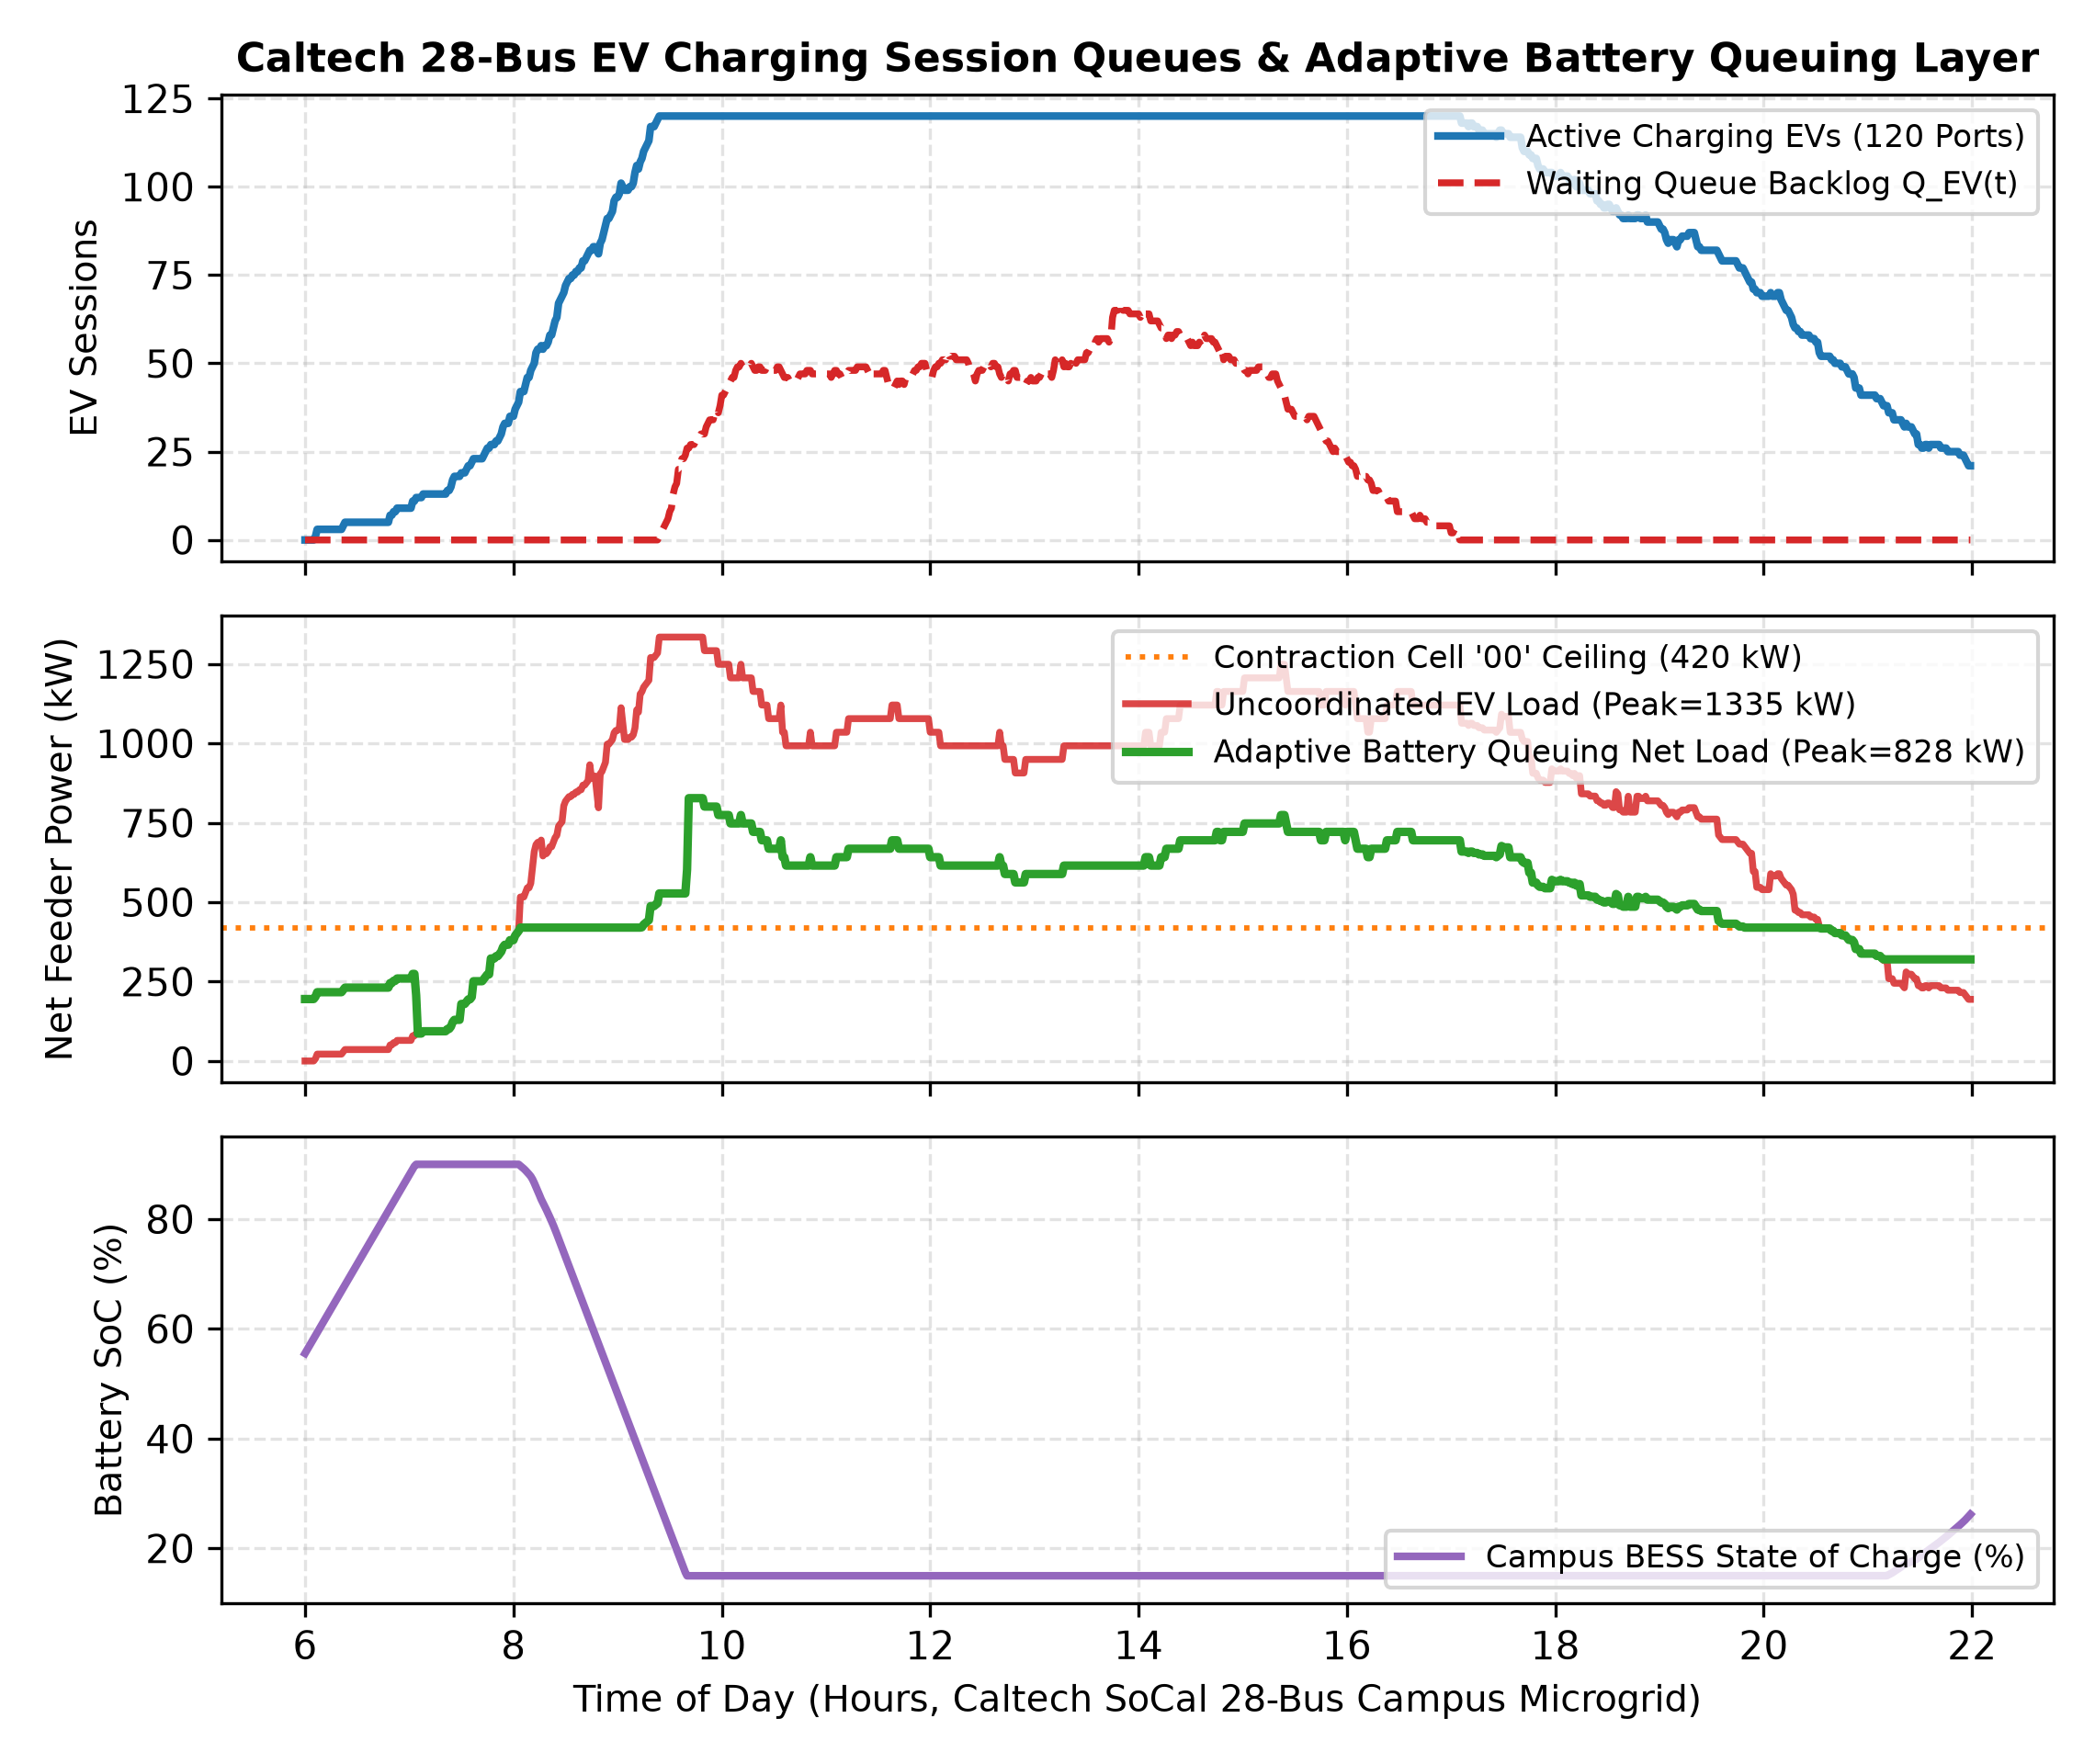 Caltech 28-Bus EV Charging Session Queues & Adaptive Battery Queuing Layer
EV Sessions
125
100
75
50
25
0
Active Charging EVs (120 Ports)
Waiting Queue Backlog Q_EV(t)
Net Feeder Power (kW)
1250
1000
750
500
250
0
Contraction Cell '00' Ceiling (420 kW)
Uncoordinated EV Load (Peak=1335 kW)
Adaptive Battery Queuing Net Load (Peak=828 kW)
Battery SoC (%)
80
60
40
20
Campus BESS State of Charge (%)
6 8 10 12 14 16 18 20 22
Time of Day (Hours, Caltech SoCal 28-Bus Campus Microgrid)